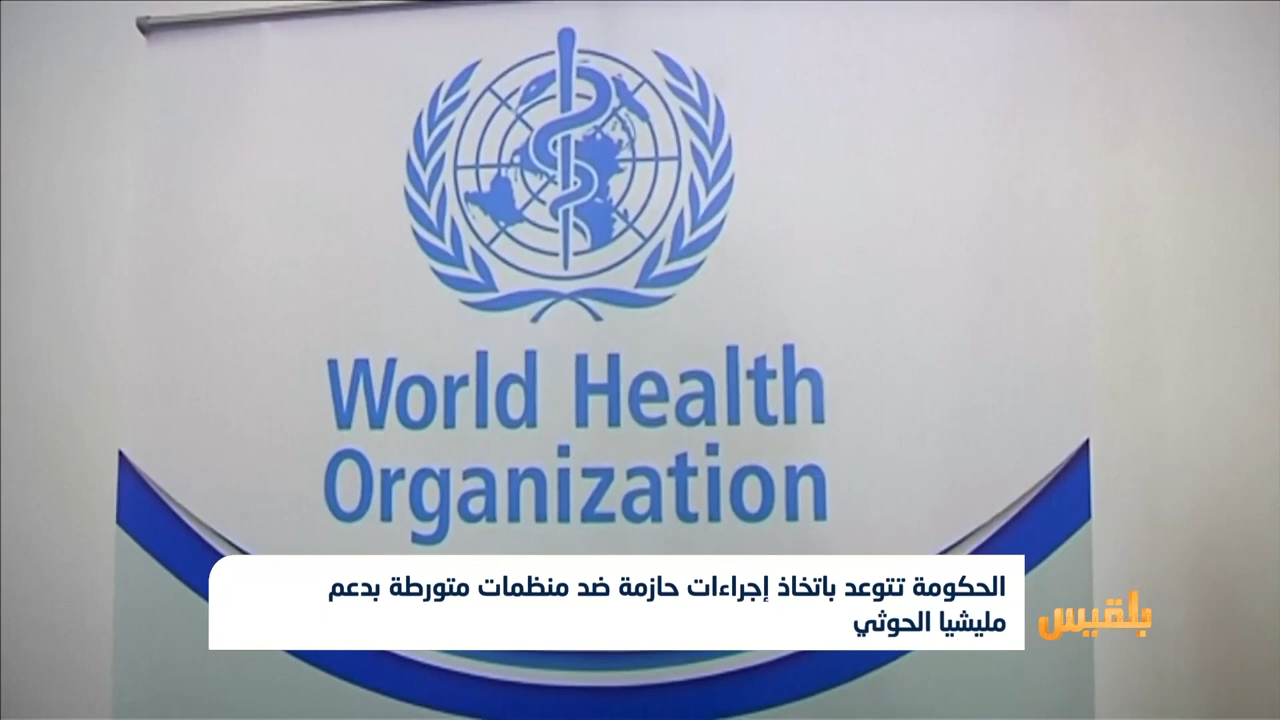 World Health
Organization
الحكومة تتوعد باتخاذ إجراءات حازمة ضد منظمات متورطة بدعم
مليشيا الحوثي
بلقيس